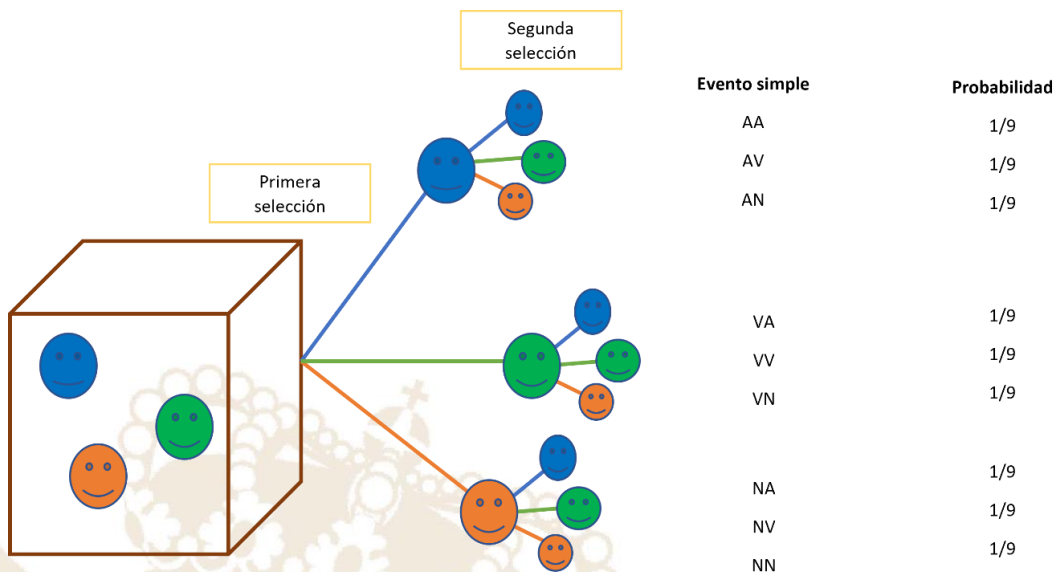 Segunda
selección
Evento simple
Probabilidad
AA
1/9
AV
1/9
AN
1/9
Primera
selección
VA
1/9
VV
1/9
VN
1/9
NA
1/9
NV
1/9
NN
1/9